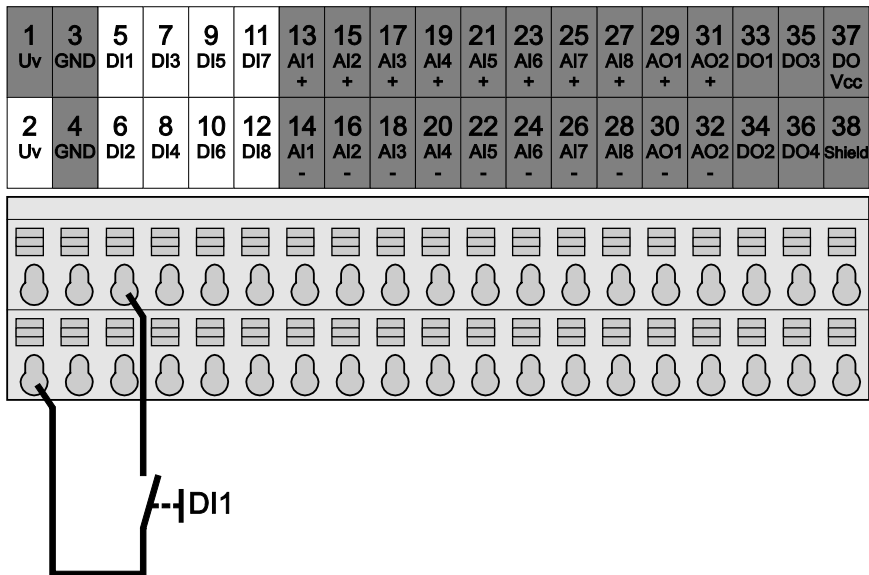 1 3 5 7 9 11 13 15 17 19 21 23 25 27 29 31 33 35 37
Uv GND DI1 DI3 DI5 DI7 AI1 AI2 AI3 AI4 AI5 AI6 AI7 AI8 AO1 AO2 DO1 DO3 DO
+ + + + + + + + + + Vcc
2 4 6 8 10 12 14 16 18 20 22 24 26 28 30 32 34 36 38
Uv GND DI2 DI4 DI6 DI8 AI1 AI2 AI3 AI4 AI5 AI6 AI7 AI8 AO1 AO2 DO2 DO4 Shield
- - - - - - - - - -
DI1